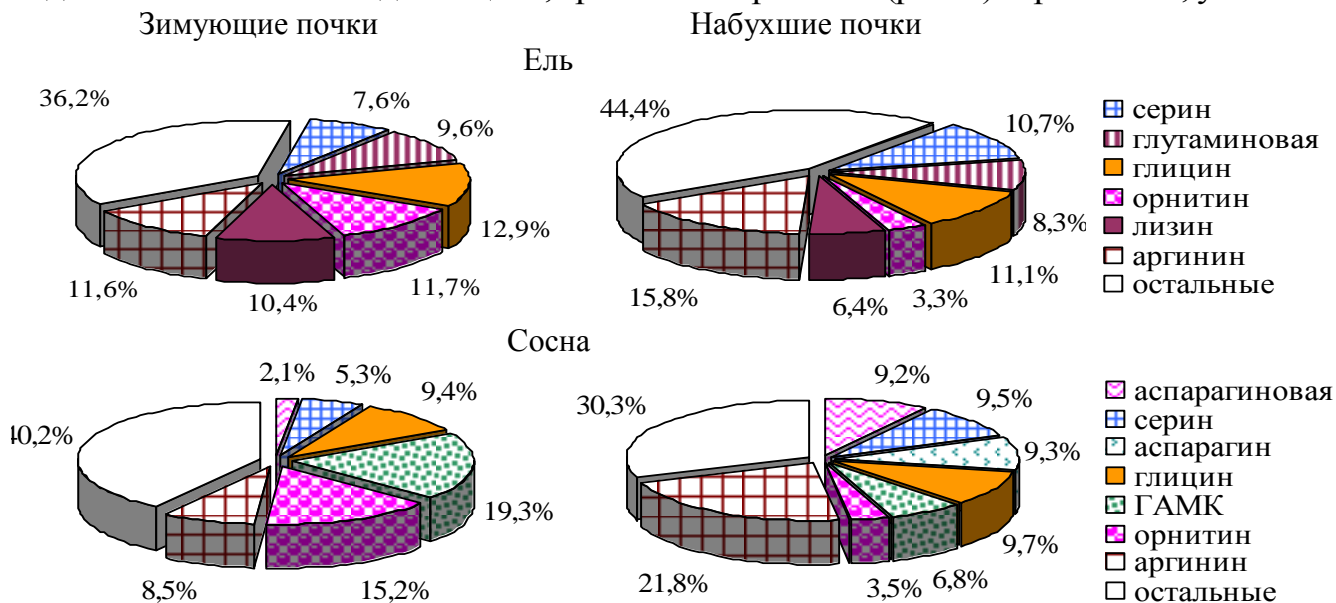 Зимующие почки
Набухшие почки
Ель
36,2%
7,6%
9,6%
12,9%
11,7%
10,4%
11,6%
44,4%
10,7%
8,3%
11,1%
3,3%
6,4%
15,8%
серин
глутаминовая
глицин
орнитин
лизин
аргинин
остальные
Сосна
40,2%
2,1%
5,3%
9,4%
19,3%
15,2%
8,5%
30,3%
9,2%
9,5%
9,3%
9,7%
6,8%
3,5%
21,8%
аспарагиновая
серин
аспарагин
глицин
ГАМК
орнитин
аргинин
остальные